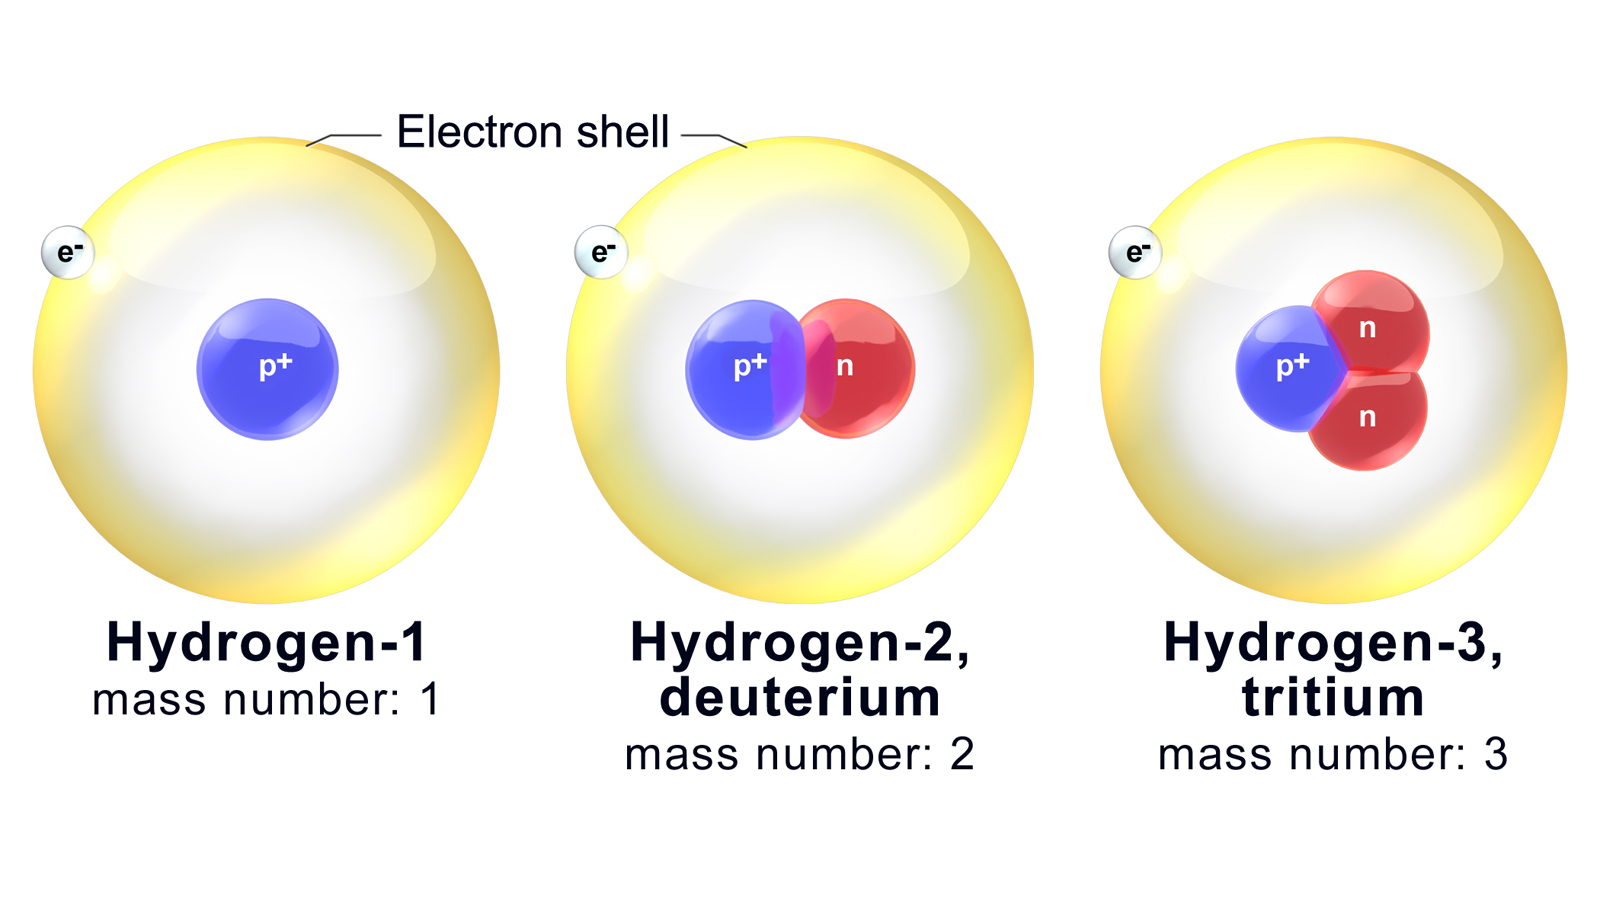 Electron shell
e-
p+
Hydrogen-1
mass number: 1
e-
p+
n
Hydrogen-2,
deuterium
mass number: 2
e-
n
p+
n
Hydrogen-3,
tritium
mass number: 3